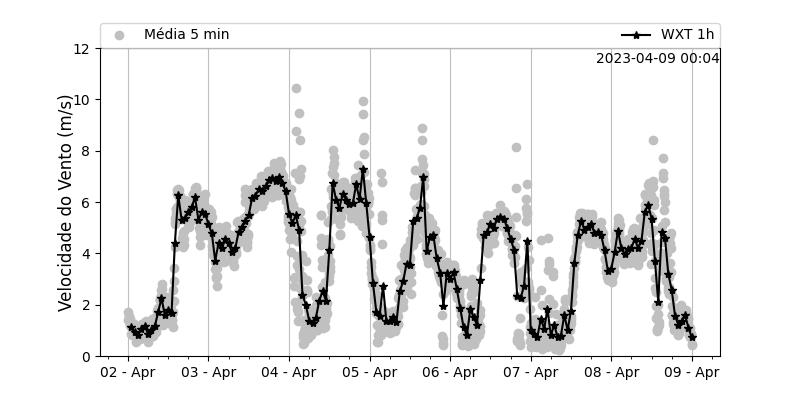 Média 5 min
WXT 1h
2023-04-09 00:04
Velocidade do Vento (m/s)
12
10
8
6
4
2
0
02 - Apr
03 - Apr
04 - Apr
05 - Apr
06 - Apr
07 - Apr
08 - Apr
09 - Apr